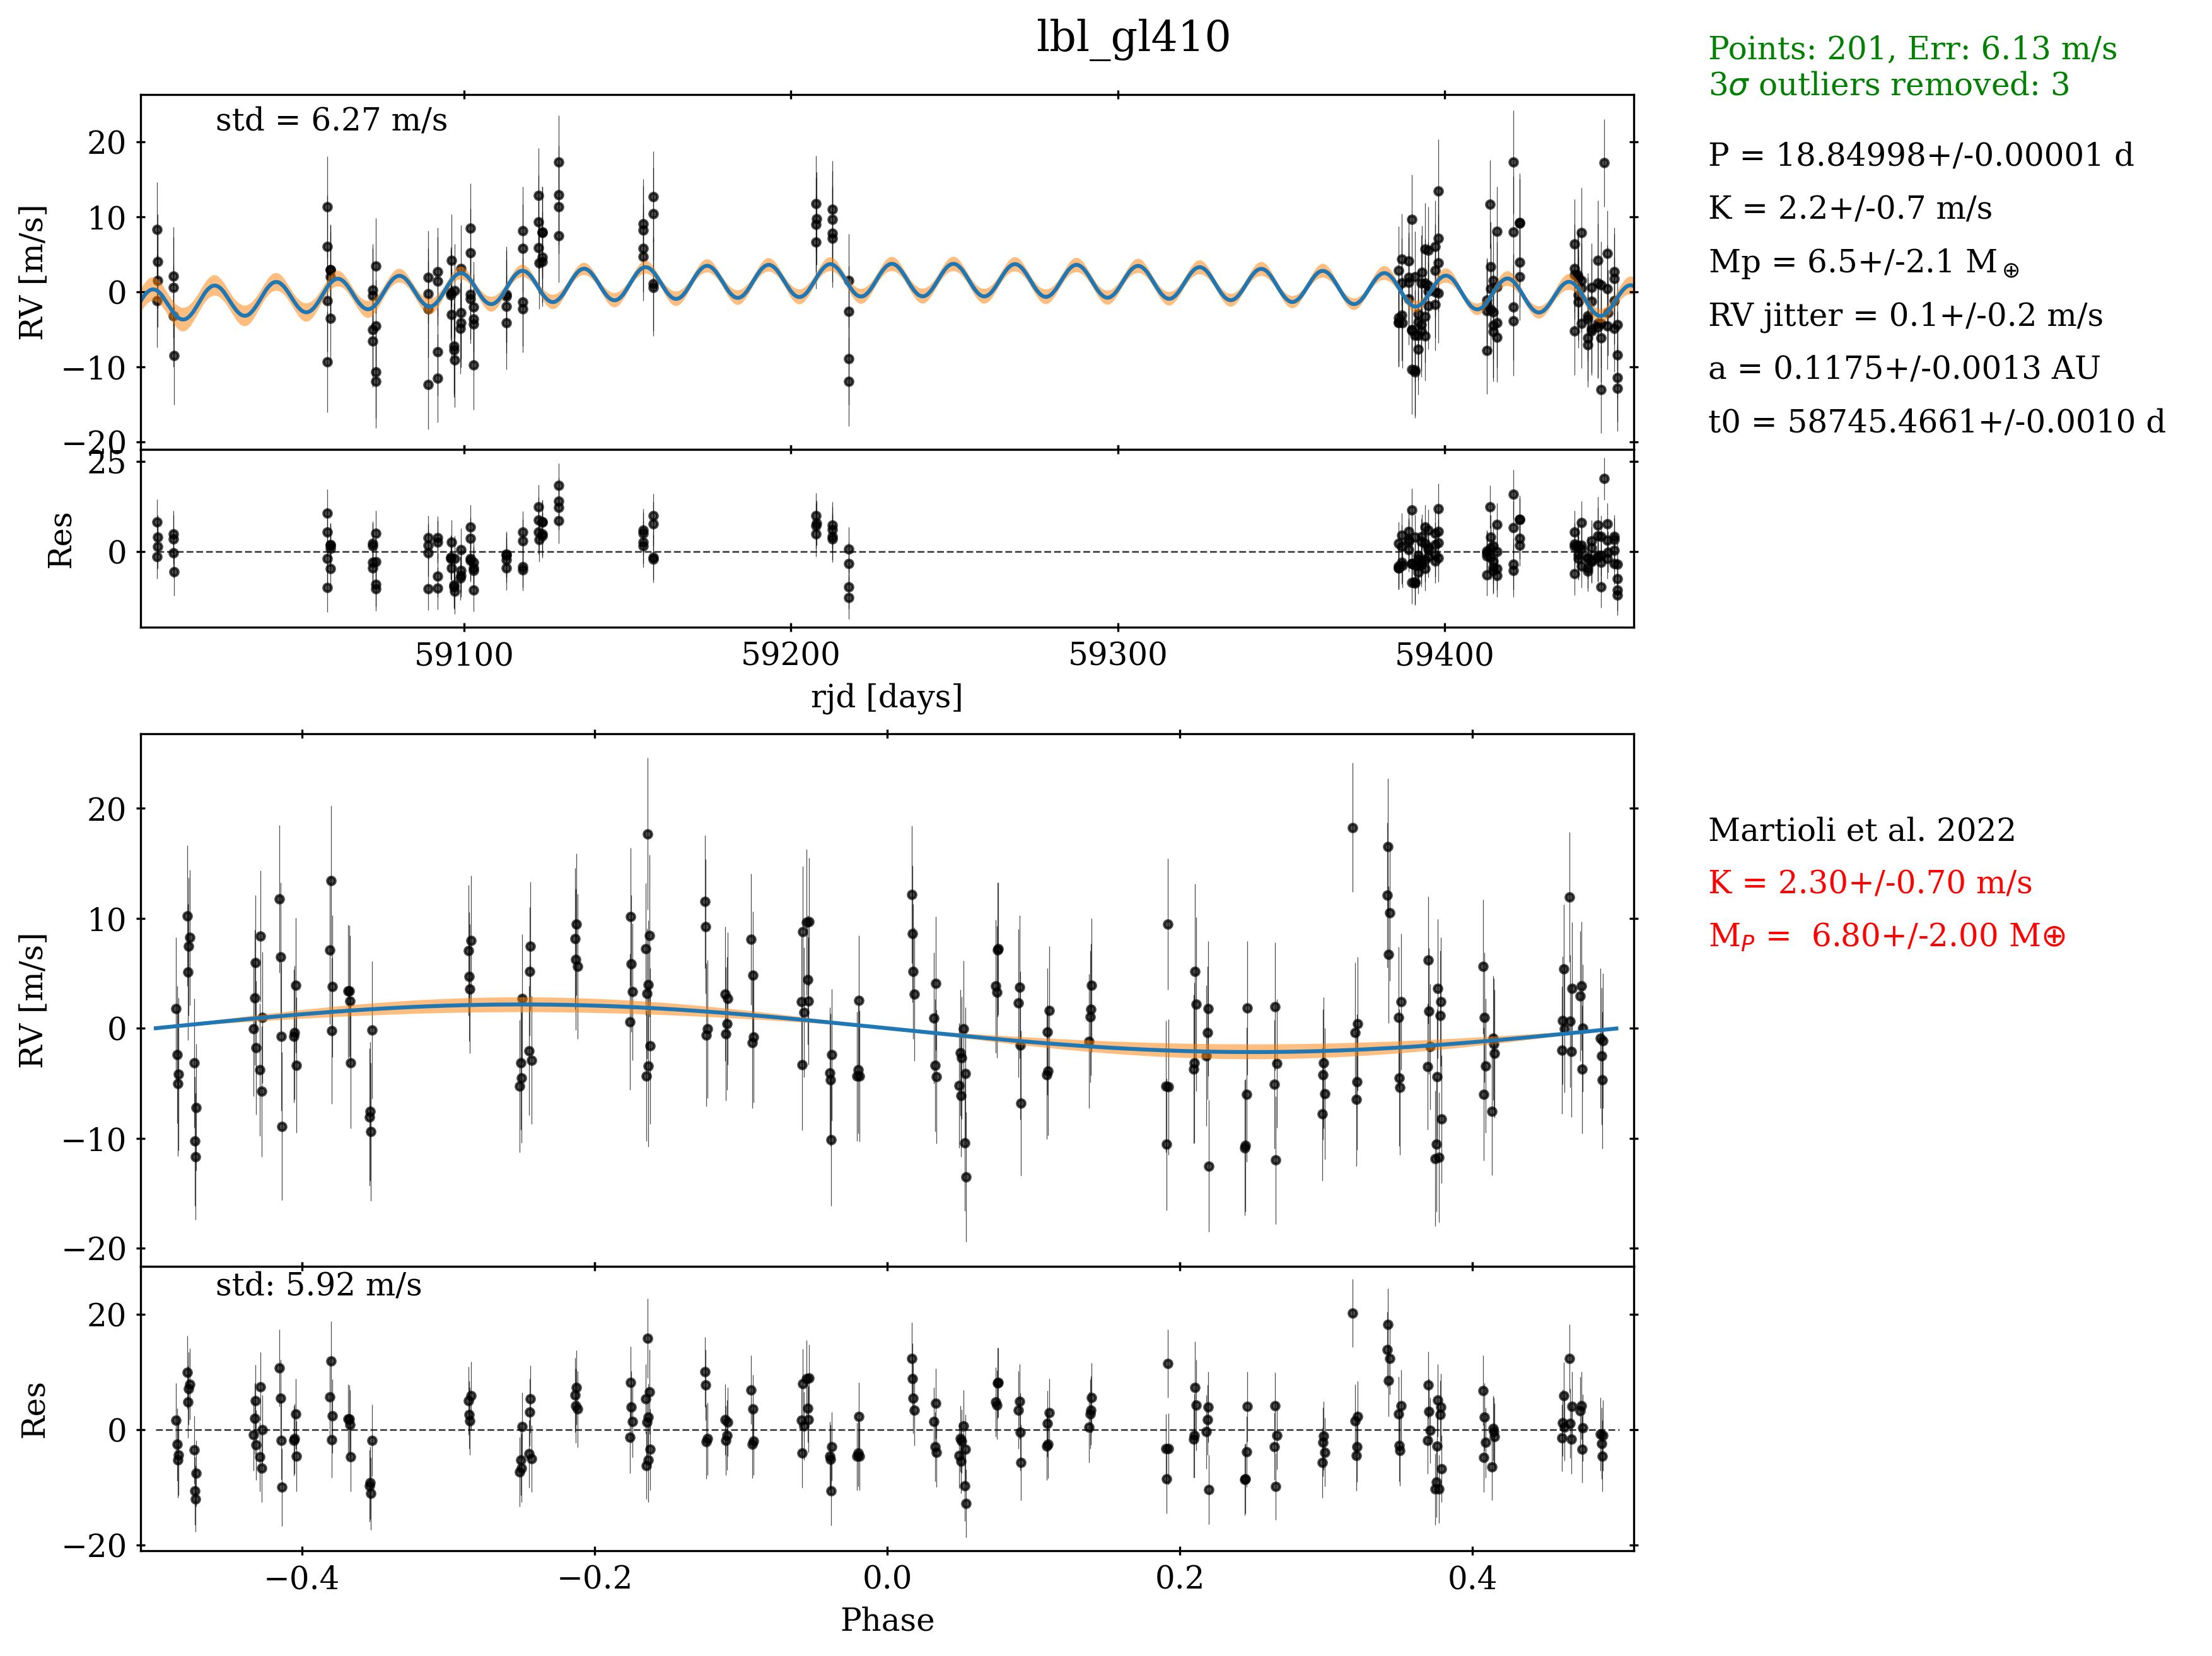 lbl_gl410
Points: 201, Err: 6.13 m/s
3σ outliers removed: 3
std = 6.27 m/s
20
10
0
−10
−20
RV [m/s]
P = 18.84998+/-0.00001 d
K = 2.2+/-0.7 m/s
Mp = 6.5+/-2.1 M⊕
RV jitter = 0.1+/-0.2 m/s
a = 0.1175+/-0.0013 AU
t0 = 58745.4661+/-0.0010 d
25
0
Res
59100 59200 59300 59400
rjd [days]
20
10
0
−10
−20
RV [m/s]
Martioli et al. 2022
K = 2.30+/-0.70 m/s
M_P = 6.80+/-2.00 M⊕
std: 5.92 m/s
20
0
−20
Res
−0.4 −0.2 0.0 0.2 0.4
Phase